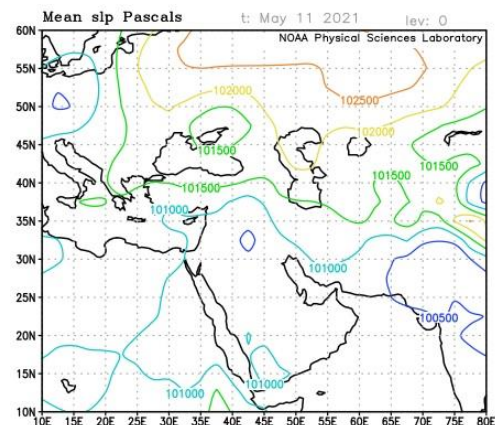 Mean slp Pascals t: May 11 2021 lev: 0
NOAA Physical Sciences Laboratory
60N
55N
50N
45N
40N
35N
30N
25N
20N
15N
10N
102000
102500
102000
101500
101500
101500
101500
101000
101000
100500
101000
101000
10E 15E 20E 25E 30E 35E 40E 45E 50E 55E 60E 65E 70E 75E 80E